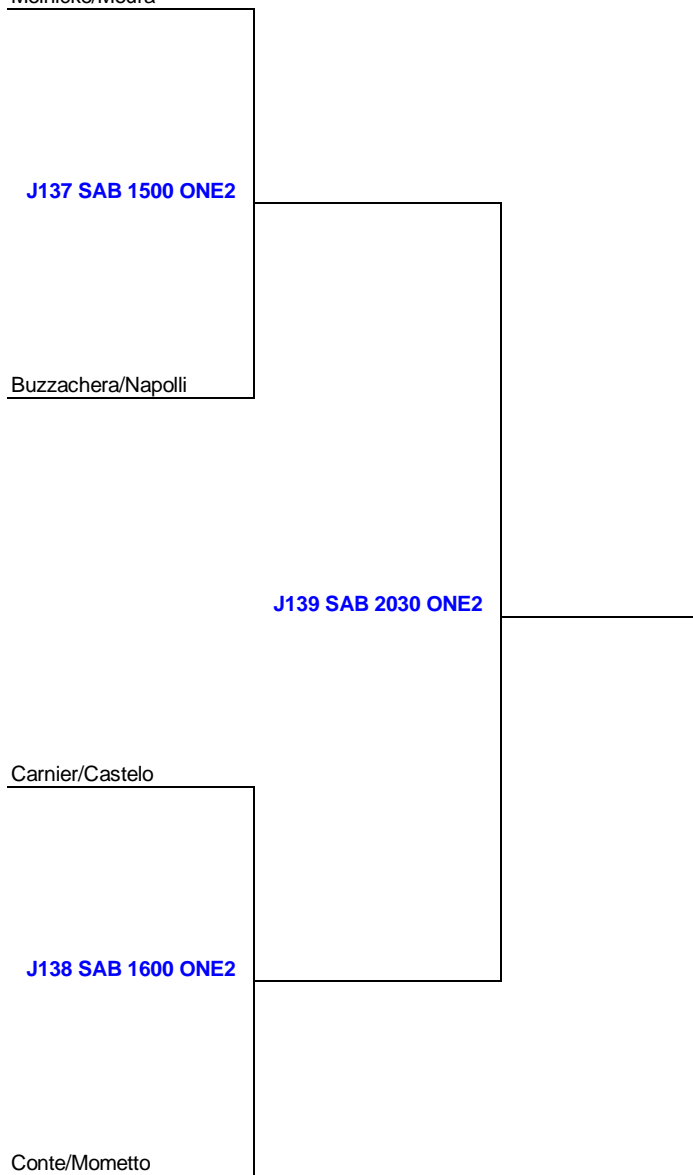 J137 SAB 1500 ONE2
Buzzachera/Napolli
J139 SAB 2030 ONE2
Carnier/Castelo
J138 SAB 1600 ONE2
Conte/Mometto